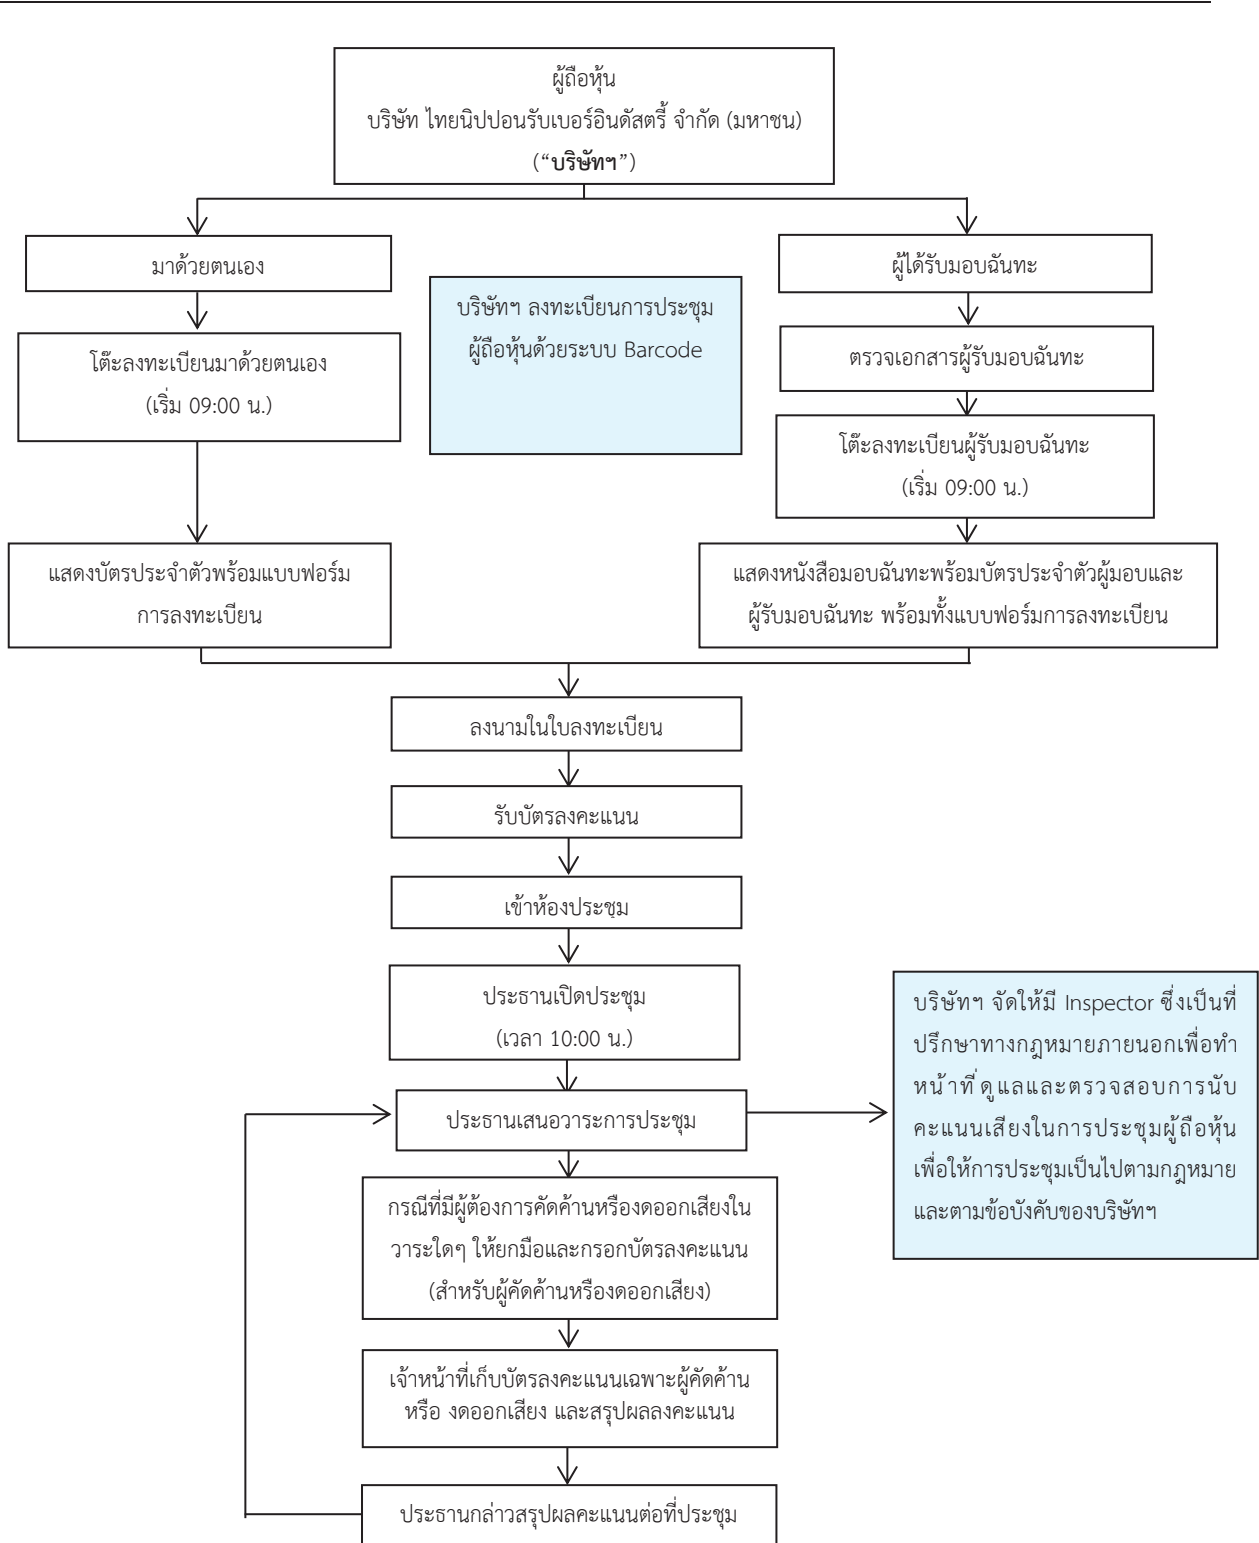 ผู้ถือหุ้น
บริษัท ไทยนิปปอนรับเบอร์อินดัสตรี้ จำกัด (มหาชน)
(“บริษัทฯ”)
มาด้วยตนเอง
ผู้ได้รับมอบฉันทะ
บริษัทฯ ลงทะเบียนการประชุม
ผู้ถือหุ้นด้วยระบบ Barcode
โต๊ะลงทะเบียนมาด้วยตนเอง
(เริ่ม 09:00 น.)
ตรวจเอกสารผู้รับมอบฉันทะ
โต๊ะลงทะเบียนผู้รับมอบฉันทะ
(เริ่ม 09:00 น.)
แสดงบัตรประจำตัวพร้อมแบบฟอร์ม
การลงทะเบียน
แสดงหนังสือมอบฉันทะพร้อมบัตรประจำตัวผู้มอบและ
ผู้รับมอบฉันทะ พร้อมทั้งแบบฟอร์มการลงทะเบียน
ลงนามในใบลงทะเบียน
รับบัตรลงคะแนน
เข้าห้องประชุม
ประธานเปิดประชุม
(เวลา 10:00 น.)
ประธานเสนอวาระการประชุม
บริษัทฯ จัดให้มี Inspector ซึ่งเป็นที่
ปรึกษาทางกฎหมายภายนอกเพื่อทำ
หน้าที่ดูแลและตรวจสอบการนับ
คะแนนเสียงในการประชุมผู้ถือหุ้น
เพื่อให้การประชุมเป็นไปตามกฎหมาย
และตามข้อบังคับของบริษัทฯ
กรณีที่มีผู้ต้องการคัดค้านหรืองดออกเสียงใน
วาระใดๆ ให้ยกมือและกรอกบัตรลงคะแนน
(สำหรับผู้คัดค้านหรืองดออกเสียง)
เจ้าหน้าที่เก็บบัตรลงคะแนนเฉพาะผู้คัดค้าน
หรือ งดออกเสียง และสรุปผลลงคะแนน
ประธานกล่าวสรุปผลคะแนนต่อที่ประชุม